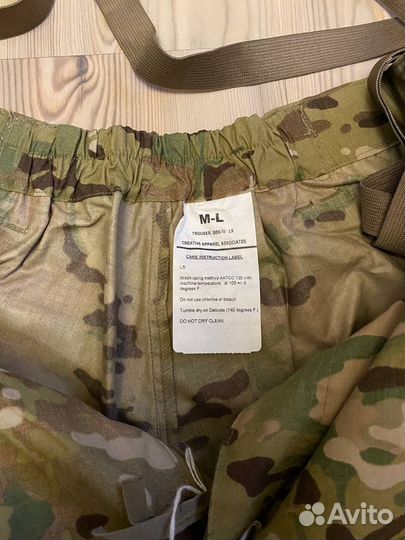 M-L
TROUSER, GEN IV - L5
CREATIVE APPAREL ASSOCIATES
CARE INSTRUCTION LABEL
L5
Wash using method AATCC 135 with
machine temperature at 105 +/-5
degrees F.
Do not use chlorine or bleach
Tumble dry on Delicate (140 degrees F.)
DO NOT DRY CLEAN
Avito